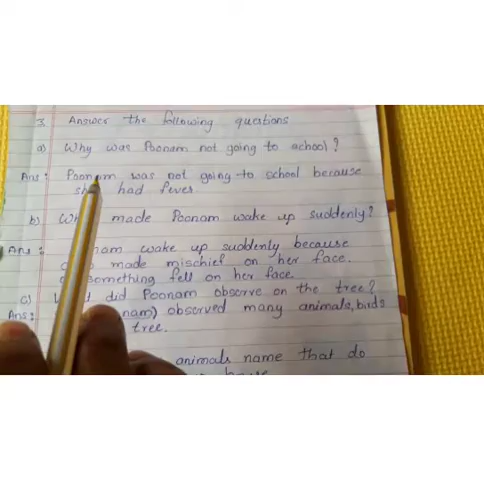 3. Answer the following questions
a) Why was Poonam not going to school?
Ans: Poonam was not going to school because
she had fever.
b) made Poonam wake up suddenly?
Ans: wake up suddenly because
made mischief on her face.
something fell on her face.
c) did Poonam observe on the tree?
Ans: observed many animals, birds
tree.
animals name that do